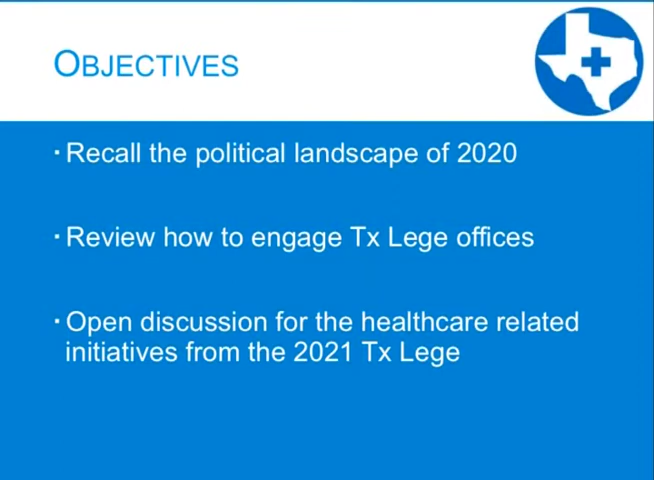 OBJECTIVES
▪ Recall the political landscape of 2020
▪ Review how to engage Tx Lege offices
▪ Open discussion for the healthcare related
initiatives from the 2021 Tx Lege